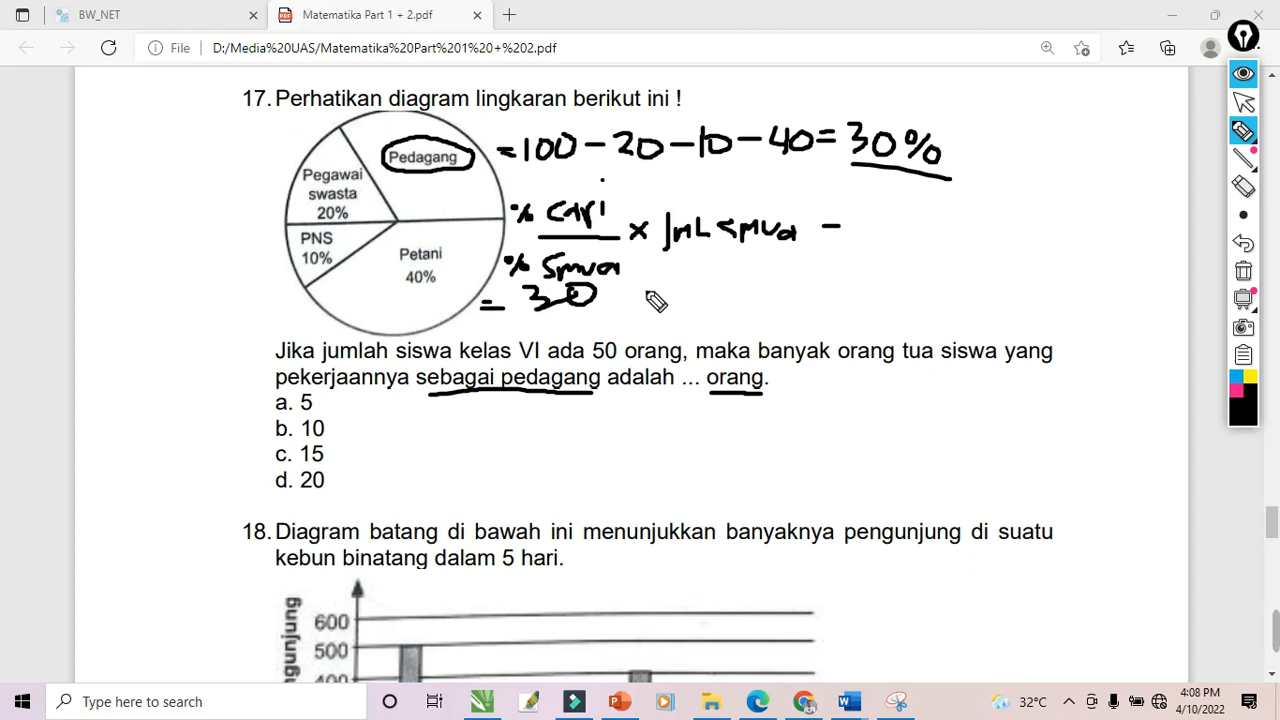 BW_NET
Matematika Part 1 + 2.pdf
File
D:/Media%20UAS/Matematika%20Part%201%20+%202.pdf
17. Perhatikan diagram lingkaran berikut ini !
Pedagang
= 100 - 20 - 10 - 40 = 30%
Pegawai
swasta
20%
PNS
10%
Petani
40%
% cari
× jmL smua =
% smua
= 30
Jika jumlah siswa kelas VI ada 50 orang, maka banyak orang tua siswa yang
pekerjaannya sebagai pedagang adalah ... orang.
a. 5
b. 10
c. 15
d. 20
18. Diagram batang di bawah ini menunjukkan banyaknya pengunjung di suatu
kebun binatang dalam 5 hari.
600
500
400
gunjung
Type here to search
32°C
4:08 PM
4/10/2022